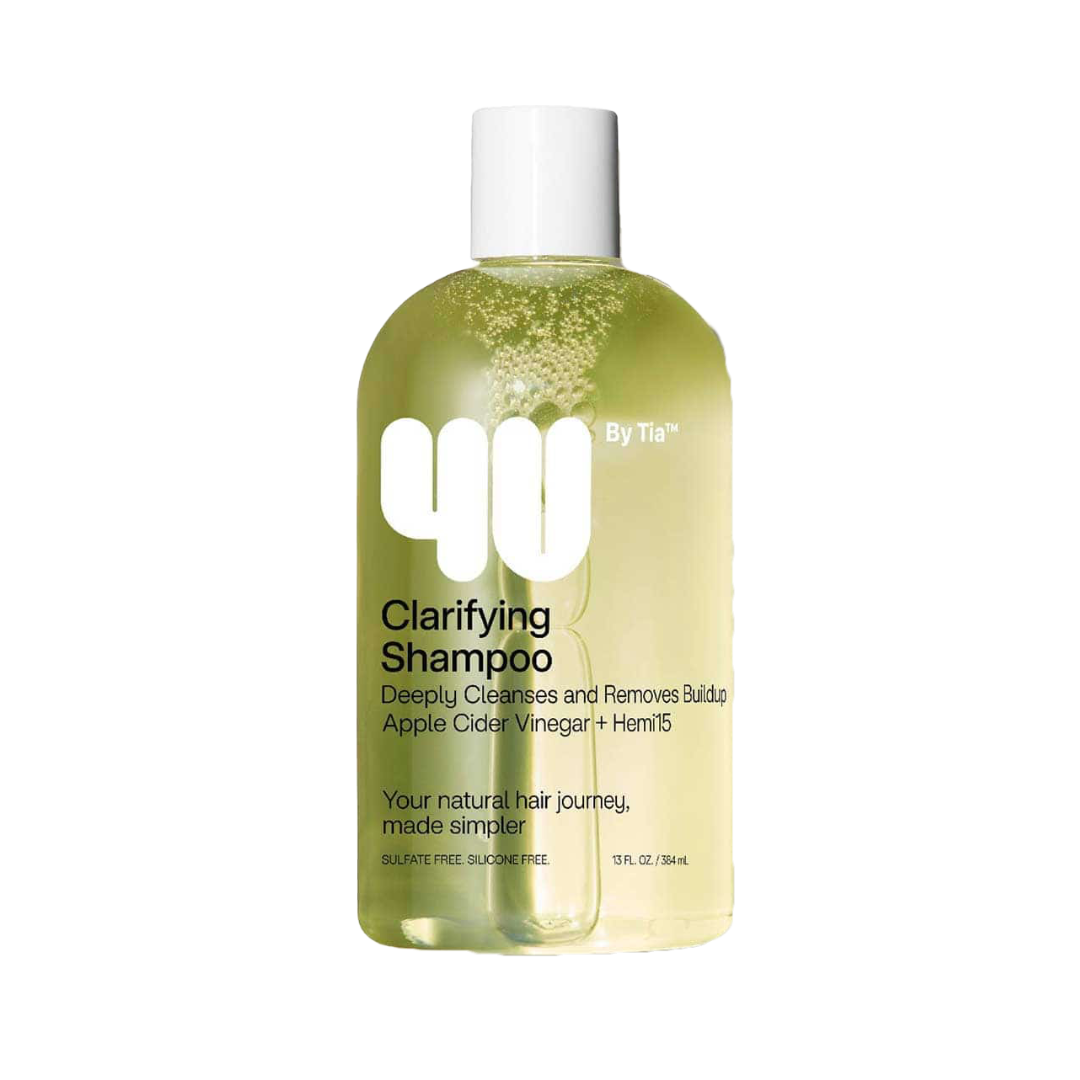 4U By Tia™
Clarifying
Shampoo
Deeply Cleanses and Removes Buildup
Apple Cider Vinegar + Hemi15
Your natural hair journey,
made simpler
SULFATE FREE. SILICONE FREE. 13 FL. OZ. / 384 mL